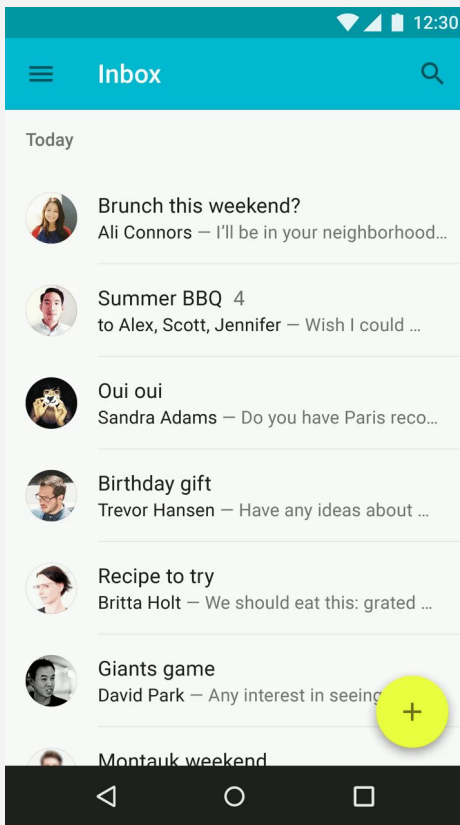 12:30
Inbox
Today
Brunch this weekend?
Ali Connors — I'll be in your neighborhood…
Summer BBQ 4
to Alex, Scott, Jennifer — Wish I could …
Oui oui
Sandra Adams — Do you have Paris reco…
Birthday gift
Trevor Hansen — Have any ideas about …
Recipe to try
Britta Holt — We should eat this: grated …
Giants game
David Park — Any interest in seeing
Montauk weekend